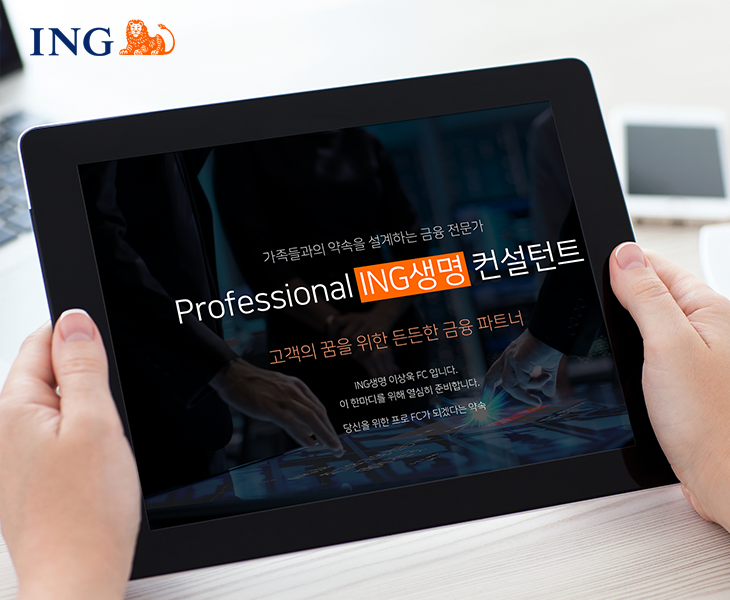 ING
가족들과의 약속을 설계하는 금융 전문가
Professional ING생명 컨설턴트
고객의 꿈을 위한 든든한 금융 파트너
ING생명 이상욱 FC 입니다.
이 한마디를 위해 열심히 준비합니다.
당신을 위한 프로 FC가 되겠다는 약속